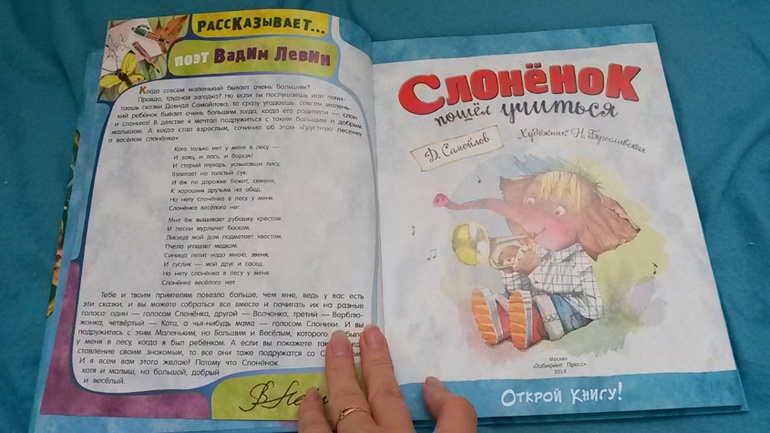 РАССКАЗЫВАЕТ...
поэт Вадим Левин
Когда совсем маленький бывает очень большим?
Правда, трудная загадка? Но если ты послушаешь или почи-
таешь сказки Давида Самойлова, то сразу угадаешь: совсем малень-
кий ребёнок бывает очень большим тогда, когда его родители — слон
и слониха! В детстве я мечтал подружиться с таким большим и добрым
малышом. А когда стал взрослым, сочинил об этом «Грустную песенку
о весёлом слонёнке»:
Кого только нет у меня в лесу —
И заяц, и лось, и барсук!
И старый глухарь, услыхавши лису,
Взлетает на толстый сук.
И ёж по дорожке бежит, семеня,
К хорошим друзьям на обед.
Но нету слонёнка в лесу у меня.
Слонёнка весёлого нет.
Мне ёж вышивает рубашку крестом
И песни мурлычет баском.
Лисица мой дом подметает хвостом.
Пчела угощает медком.
Синица летит надо мною, звеня,
И суслик — мой друг и сосед.
Но нету слонёнка в лесу у меня.
Слонёнка весёлого нет.
Тебе и твоим приятелям повезло больше, чем мне, ведь у вас есть
эти сказки, и вы можете собраться все вместе и почитать их на разные
голоса: один — голосом Слонёнка, другой — Волчонка, третий — Верблю-
жонка, четвёртый — Кота, а чья-нибудь мама — голосом Слонихи. И вы
подружитесь с этим Маленьким, но Большим и Весёлым, которого не было
у меня в лесу, когда я был ребёнком. А если вы покажете
ставление своим знакомым, то все они тоже подружатся со
И я всем вам этого желаю! Потому что Слонёнок
хотя и малыш, но большой, добрый
и весёлый.
СЛОНЁНОК
пошёл учиться
Д. Самойлов
Художник Н. Бугославская
Москва
«Лабиринт Пресс»
2014
ОТКРОЙ КНИГУ!